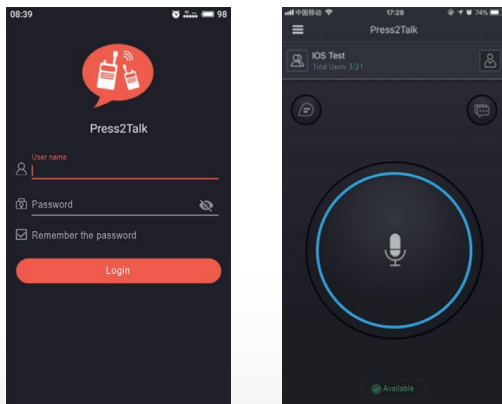 08:39
98
Press2Talk
User name
Password
Remember the password
Login
中国移动
17:28
74%
Press2Talk
IOS Test
Total Users: 3/21
Available